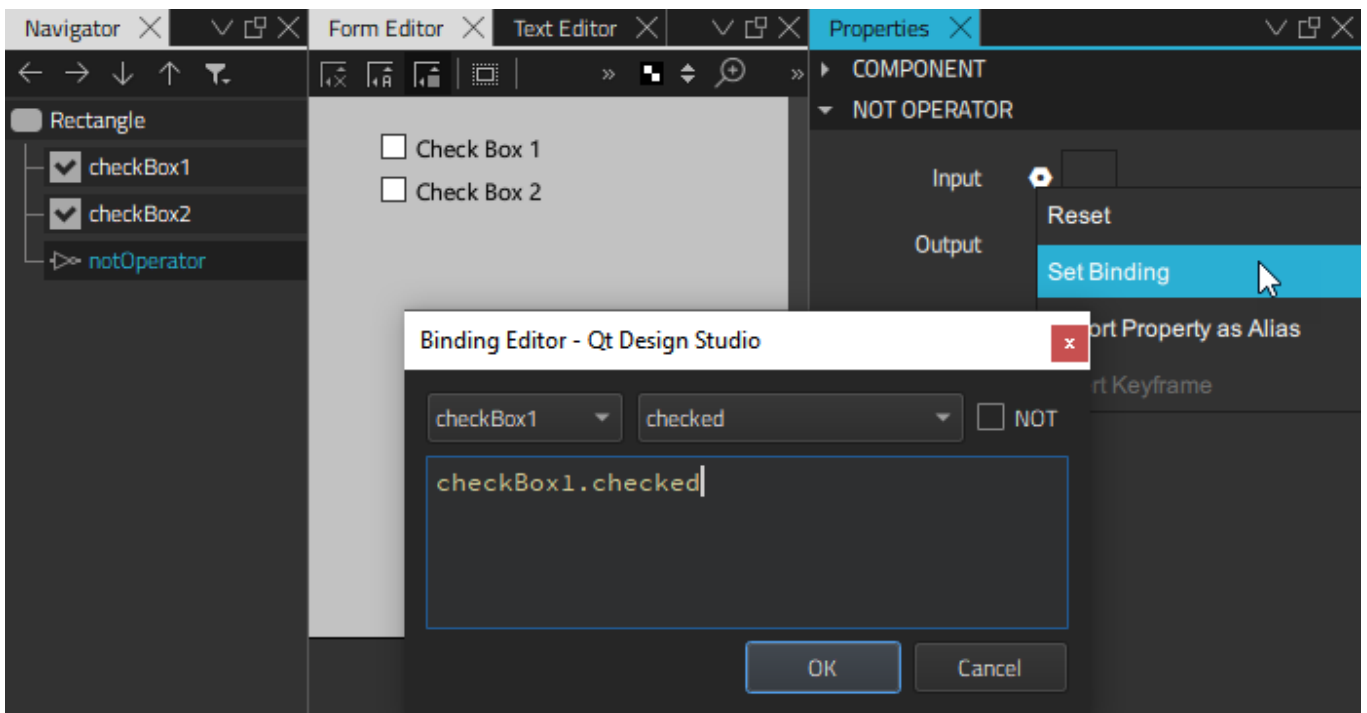 Navigator
Form Editor
Text Editor
Properties
COMPONENT
Rectangle
NOT OPERATOR
checkBox1
Check Box 1
Input
checkBox2
Check Box 2
Reset
notOperator
Output
Set Binding
Binding Editor - Qt Design Studio
ort Property as Alias
rt Keyframe
checkBox1
checked
NOT
checkBox1.checked
OK
Cancel